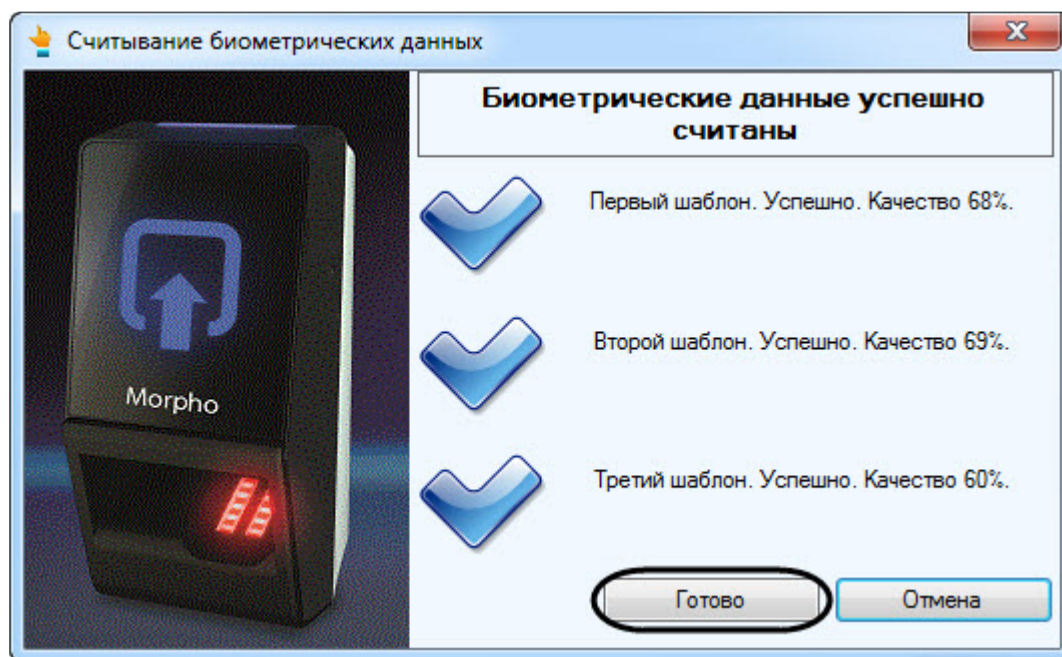 Считывание биометрических данных
Биометрические данные успешно
считаны
Первый шаблон. Успешно. Качество 68%.
Второй шаблон. Успешно. Качество 69%.
Morpho
Третий шаблон. Успешно. Качество 60%.
Готово
Отмена